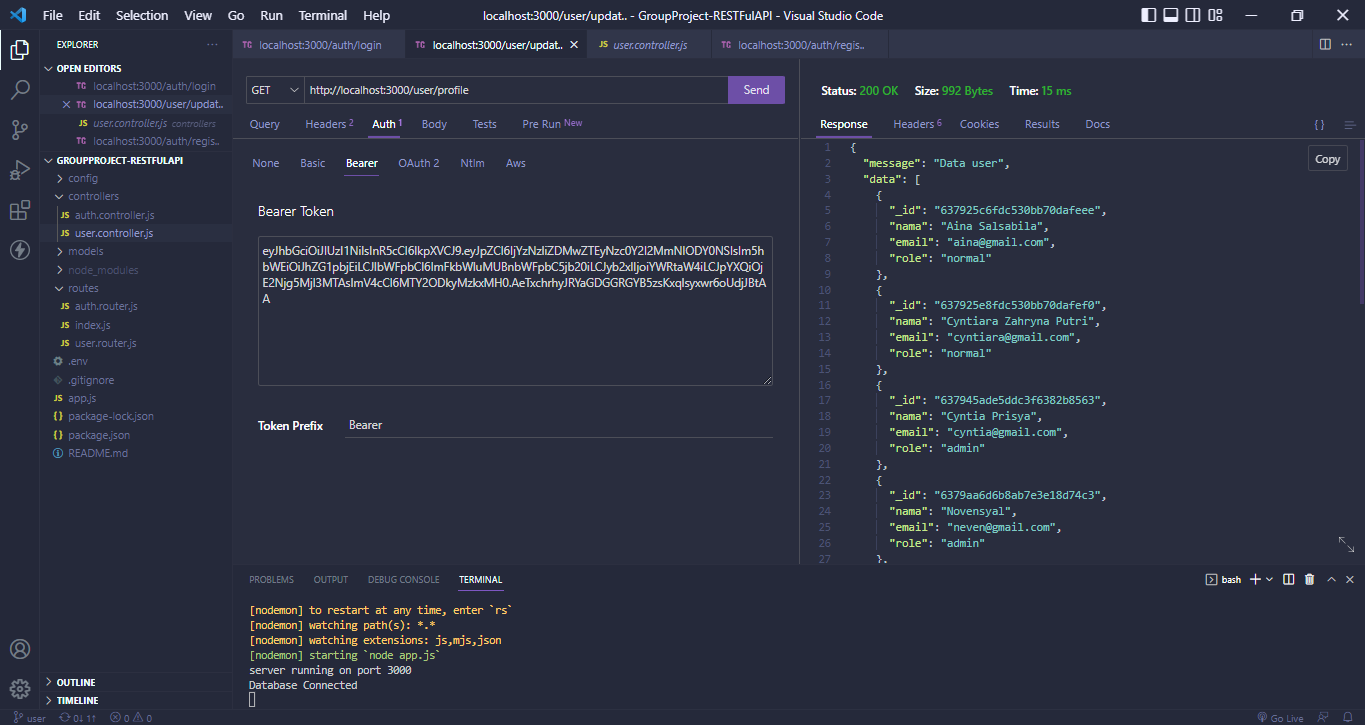 File Edit Selection View Go Run Terminal Help localhost:3000/user/updat.. - GroupProject-RESTFulAPI - Visual Studio Code
EXPLORER ...
OPEN EDITORS
TC localhost:3000/auth/login
TC localhost:3000/user/updat..
JS user.controller.js controllers
TC localhost:3000/auth/regis..
GROUPPROJECT-RESTFULAPI
config
controllers
JS auth.controller.js
JS user.controller.js
models
node_modules
routes
JS auth.router.js
JS index.js
JS user.router.js
.env
.gitignore
JS app.js
{} package-lock.json
{} package.json
README.md
OUTLINE
TIMELINE
TC localhost:3000/auth/login TC localhost:3000/user/updat.. JS user.controller.js TC localhost:3000/auth/regis.. ...
GET http://localhost:3000/user/profile Send
Query Headers 2 Auth 1 Body Tests Pre Run New
None Basic Bearer OAuth 2 Ntlm Aws
Bearer Token
Token Prefix Bearer
Status: 200 OK Size: 992 Bytes Time: 15 ms
Response Headers 6 Cookies Results Docs {}
Copy
1 {
2 "message": "Data user",
3 "data": [
4 {
5 "_id": "637925c6fdc530bb70dafeee",
6 "nama": "Aina Salsabila",
7 "email": "aina@gmail.com",
8 "role": "normal"
9 },
10 {
11 "_id": "637925e8fdc530bb70dafef0",
12 "nama": "Cyntiara Zahryna Putri",
13 "email": "cyntiara@gmail.com",
14 "role": "normal"
15 },
16 {
17 "_id": "637945ade5ddc3f6382b8563",
18 "nama": "Cyntia Prisya",
19 "email": "cyntia@gmail.com",
20 "role": "admin"
21 },
22 {
23 "_id": "6379aa6d6b8ab7e3e18d74c3",
24 "nama": "Novensyal",
25 "email": "neven@gmail.com",
26 "role": "admin"
27 },
PROBLEMS OUTPUT DEBUG CONSOLE TERMINAL bash
[nodemon] to restart at any time, enter `rs`
[nodemon] watching path(s): *.*
[nodemon] watching extensions: js,mjs,json
[nodemon] starting `node app.js`
server running on port 3000
Database Connected
user 0↓ 1↑ 0 0 Go Live